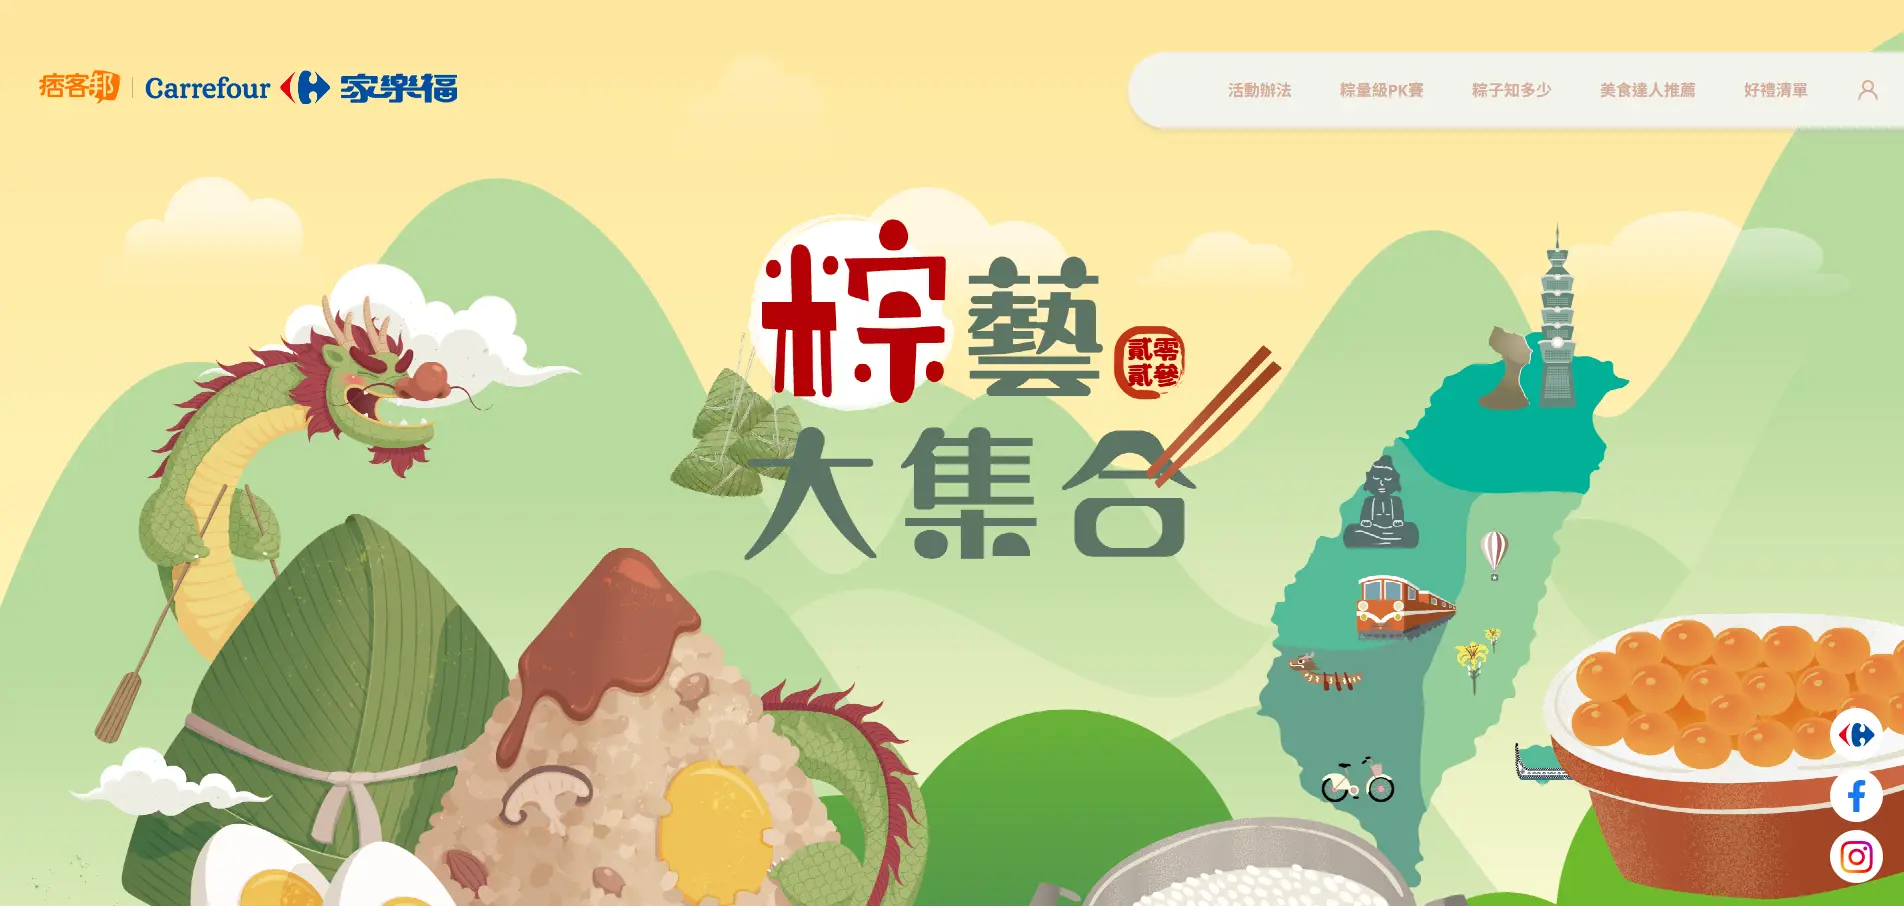 痞客邦 Carrefour 家樂福
活動辦法 粽量級PK賽 粽子知多少 美食達人推薦 好禮清單
粽藝
貳零
貳參
大集合